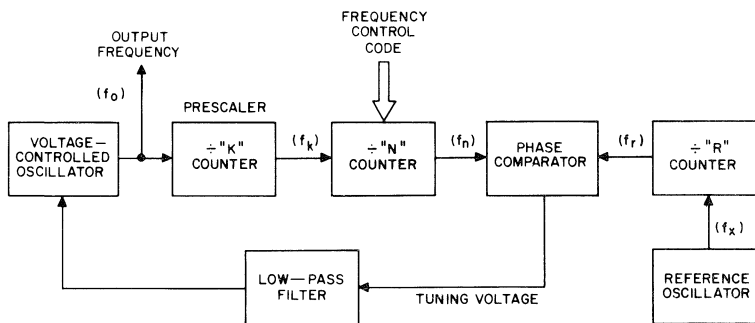 OUTPUT
FREQUENCY
(fo)
FREQUENCY
CONTROL
CODE
PRESCALER
VOLTAGE—
CONTROLLED
OSCILLATOR
÷"K"
COUNTER
(fk)
÷"N"
COUNTER
(fn)
PHASE
COMPARATOR
(fr)
÷"R"
COUNTER
(fx)
LOW—PASS
FILTER
TUNING VOLTAGE
REFERENCE
OSCILLATOR